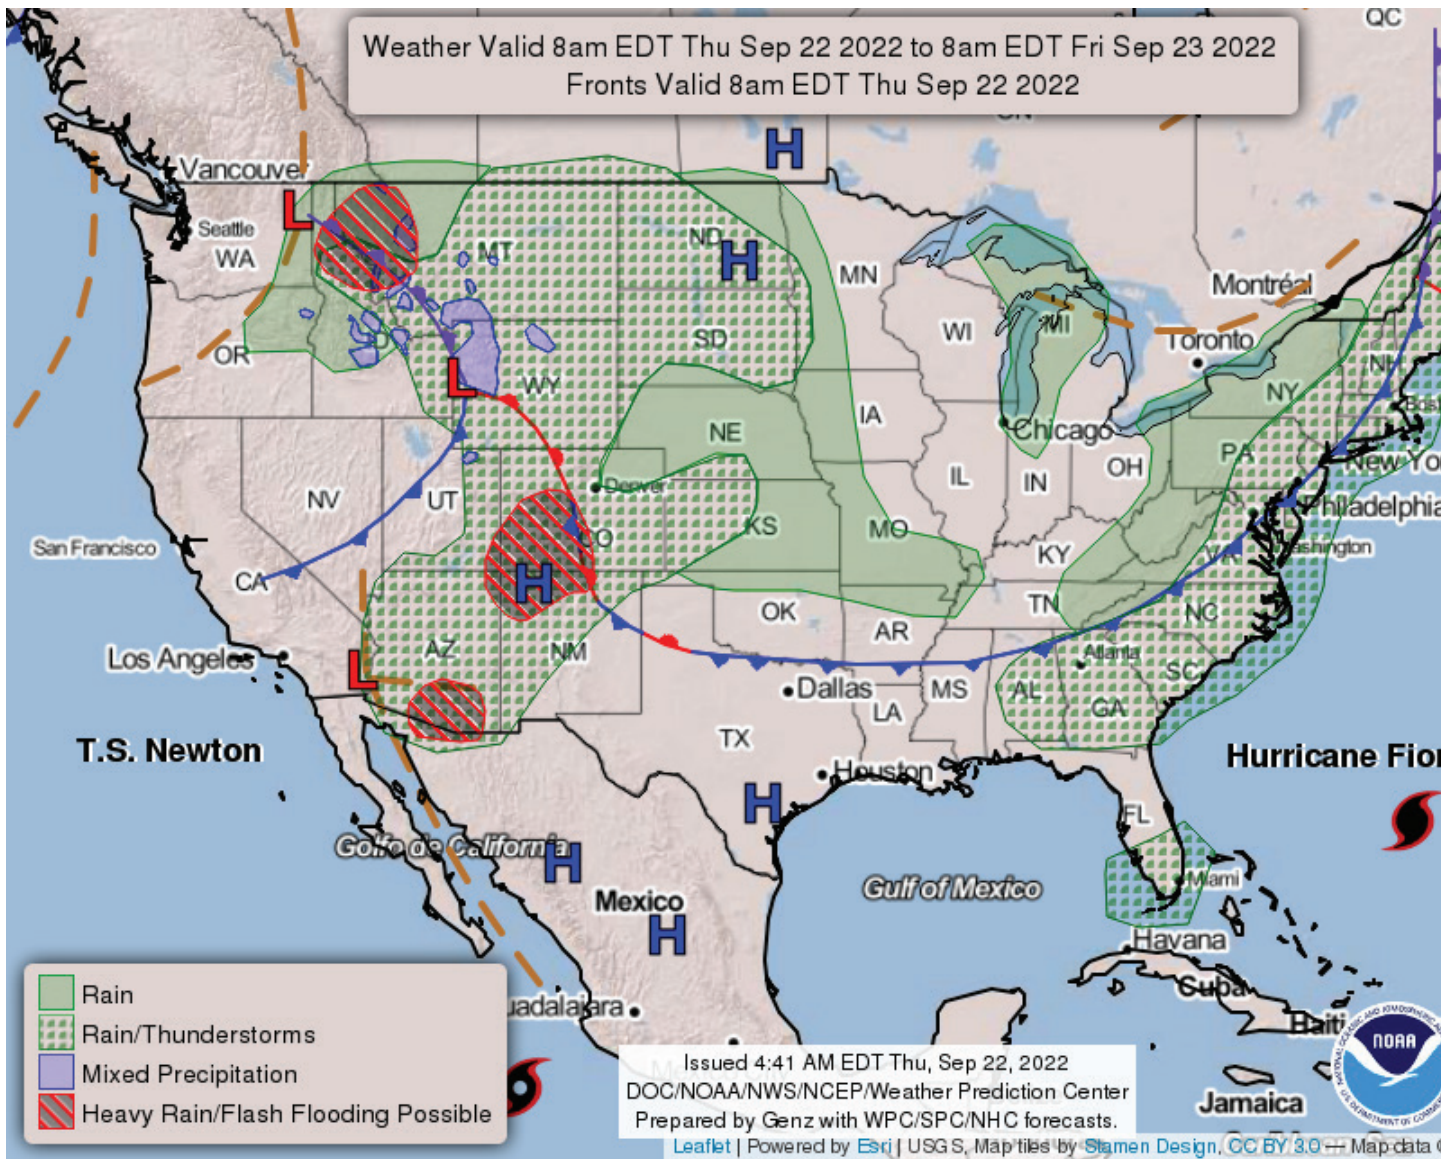 QC
Weather Valid 8am EDT Thu Sep 22 2022 to 8am EDT Fri Sep 23 2022
Fronts Valid 8am EDT Thu Sep 22 2022
H
Vancouver
L
Seattle
WA
MT
ND
H
MN
Montréal
OR
L
WY
SD
WI
MI
Toronto
NH
NY
IA
Chicago
NE
PA
OH
New Yo
NV
UT
Denver
IL
IN
Philadelphia
San Francisco
CO
KS
MO
KY
VA
Washington
CA
H
OK
TN
NC
AR
Los Angeles
L
AZ
NM
Atlanta
SC
Dallas
MS
AL
GA
LA
T.S. Newton
TX
Houston
Hurricane Fior
H
FL
Golfo de California
H
Gulf of Mexico
Miami
Mexico
H
Havana
Cuba
Haiti
Rain
uadalajara
Rain/Thunderstorms
Mixed Precipitation
Heavy Rain/Flash Flooding Possible
Issued 4:41 AM EDT Thu, Sep 22, 2022
DOC/NOAA/NWS/NCEP/Weather Prediction Center
Prepared by Genz with WPC/SPC/NHC forecasts.
NOAA
Jamaica
Leaflet | Powered by Esri | USGS, Map tiles by Stamen Design, CC BY 3.0 — Map data